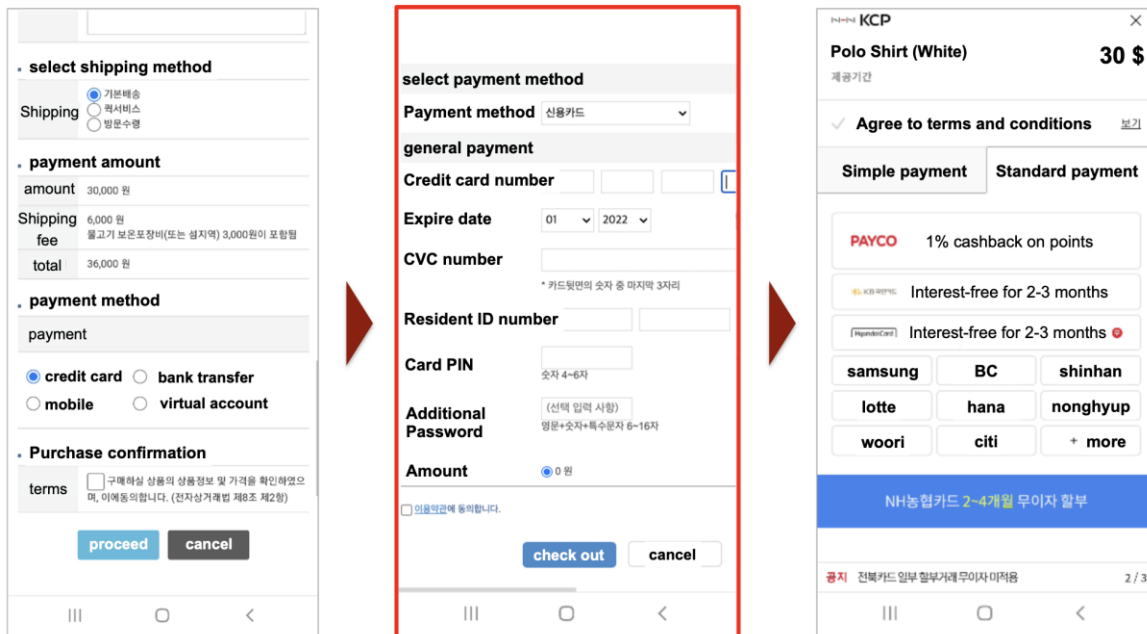 select shipping method
Shipping
기본배송
퀵서비스
방문수령
payment amount
amount 30,000 원
Shipping fee
6,000 원
물고기 보온포장비(또는 섬지역) 3,000원이 포함됨
total 36,000 원
payment method
payment
credit card bank transfer
mobile virtual account
Purchase confirmation
terms
구매하실 상품의 상품정보 및 가격을 확인하였으
며, 이에동의합니다. (전자상거래법 제8조 제2항)
proceed cancel
select payment method
Payment method 신용카드
general payment
Credit card number
Expire date 01 2022
CVC number
* 카드뒷면의 숫자 중 마지막 3자리
Resident ID number
Card PIN
숫자 4~6자
Additional
Password
(선택 입력 사항)
영문+숫자+특수문자 6~16자
Amount 0 원
이용약관에 동의합니다.
check out cancel
NHN KCP
Polo Shirt (White) 30 $
제공기간
Agree to terms and conditions 보기
Simple payment Standard payment
PAYCO 1% cashback on points
KB국민카드 Interest-free for 2-3 months
HyundaiCard Interest-free for 2-3 months
samsung BC shinhan
lotte hana nonghyup
woori citi + more
NH농협카드 2~4개월 무이자 할부
공지 전북카드 일부 할부거래 무이자 미적용 2 / 3